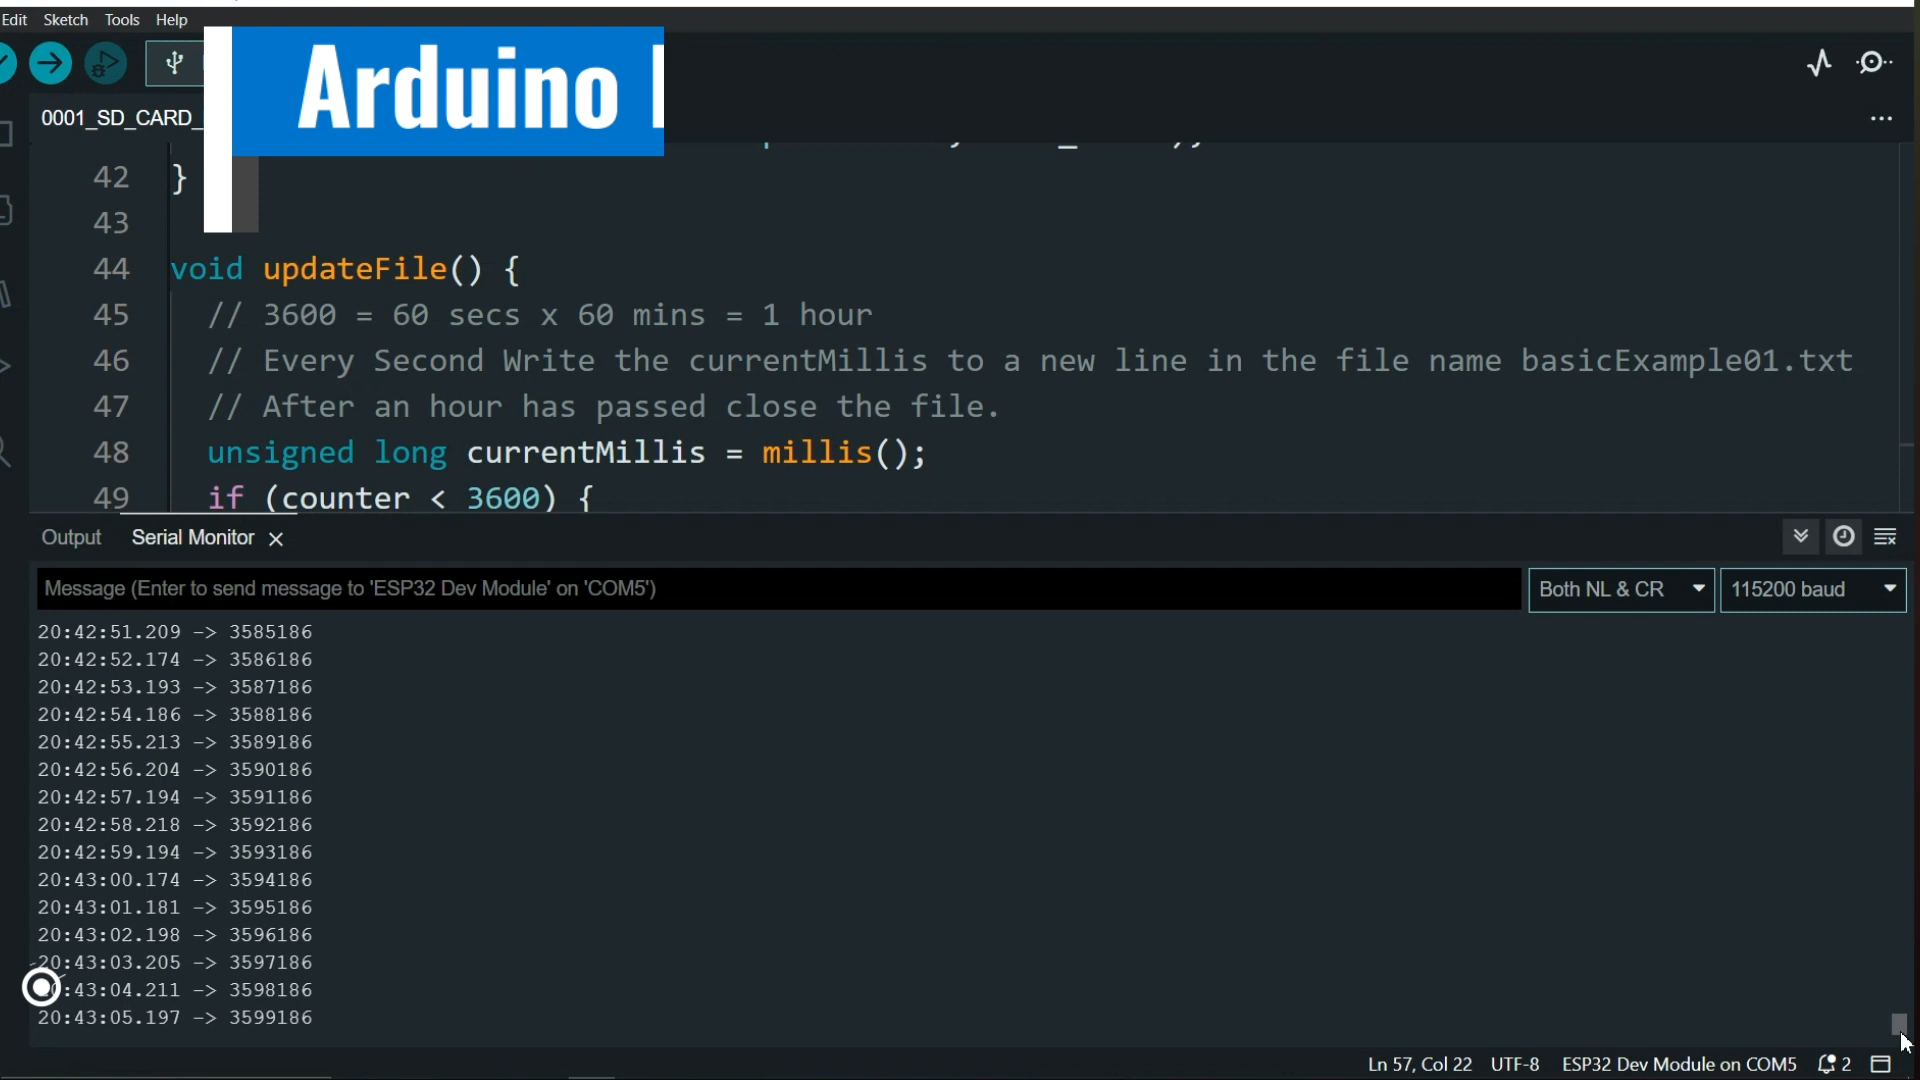 Edit Sketch Tools Help
Arduino
0001_SD_CARD_
42 }
43
44 void updateFile() {
45 // 3600 = 60 secs x 60 mins = 1 hour
46 // Every Second Write the currentMillis to a new line in the file name basicExample01.txt
47 // After an hour has passed close the file.
48 unsigned long currentMillis = millis();
49 if (counter < 3600) {
Output Serial Monitor
Message (Enter to send message to 'ESP32 Dev Module' on 'COM5') Both NL & CR 115200 baud
20:42:51.209 -> 3585186
20:42:52.174 -> 3586186
20:42:53.193 -> 3587186
20:42:54.186 -> 3588186
20:42:55.213 -> 3589186
20:42:56.204 -> 3590186
20:42:57.194 -> 3591186
20:42:58.218 -> 3592186
20:42:59.194 -> 3593186
20:43:00.174 -> 3594186
20:43:01.181 -> 3595186
20:43:02.198 -> 3596186
20:43:03.205 -> 3597186
:43:04.211 -> 3598186
20:43:05.197 -> 3599186
Ln 57, Col 22 UTF-8 ESP32 Dev Module on COM5 2